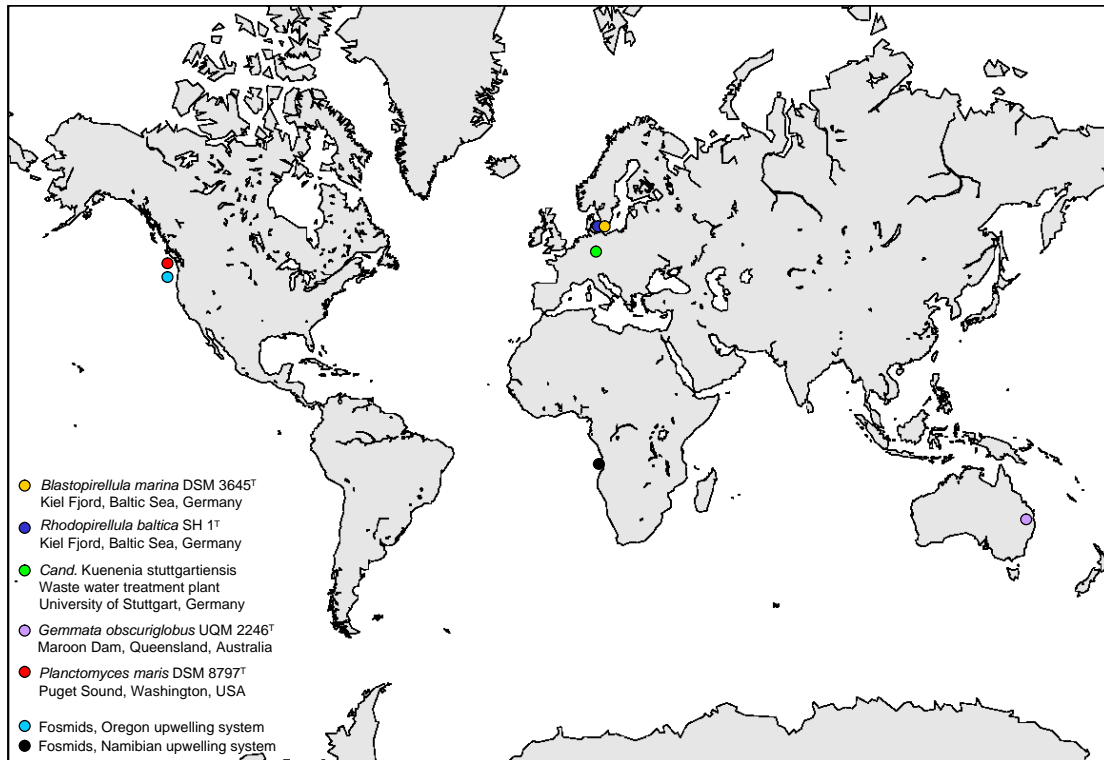 Blastopirellula marina DSM 3645ᵀ
Kiel Fjord, Baltic Sea, Germany
Rhodopirellula baltica SH 1ᵀ
Kiel Fjord, Baltic Sea, Germany
Cand. Kuenenia stuttgartiensis
Waste water treatment plant
University of Stuttgart, Germany
Gemmata obscuriglobus UQM 2246ᵀ
Maroon Dam, Queensland, Australia
Planctomyces maris DSM 8797ᵀ
Puget Sound, Washington, USA
Fosmids, Oregon upwelling system
Fosmids, Namibian upwelling system